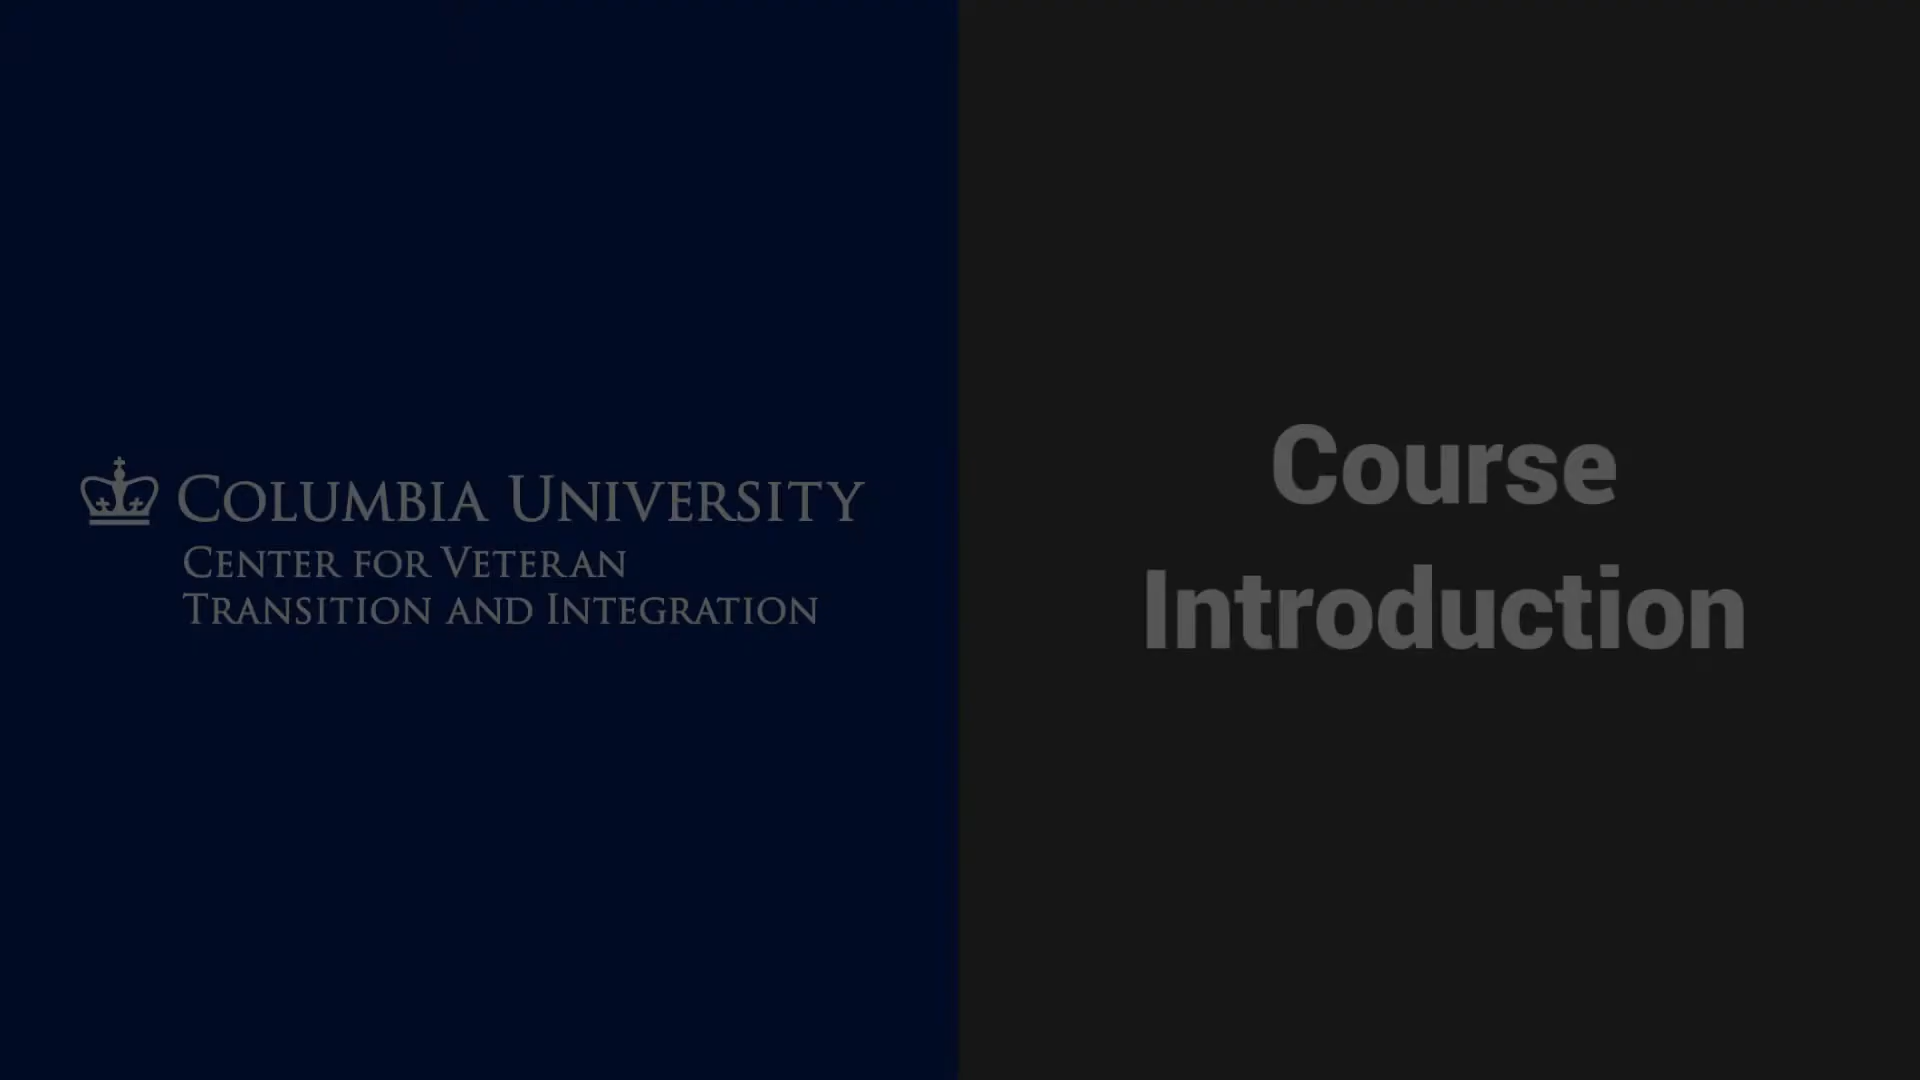 COLUMBIA UNIVERSITY
CENTER FOR VETERAN
TRANSITION AND INTEGRATION
Course
Introduction